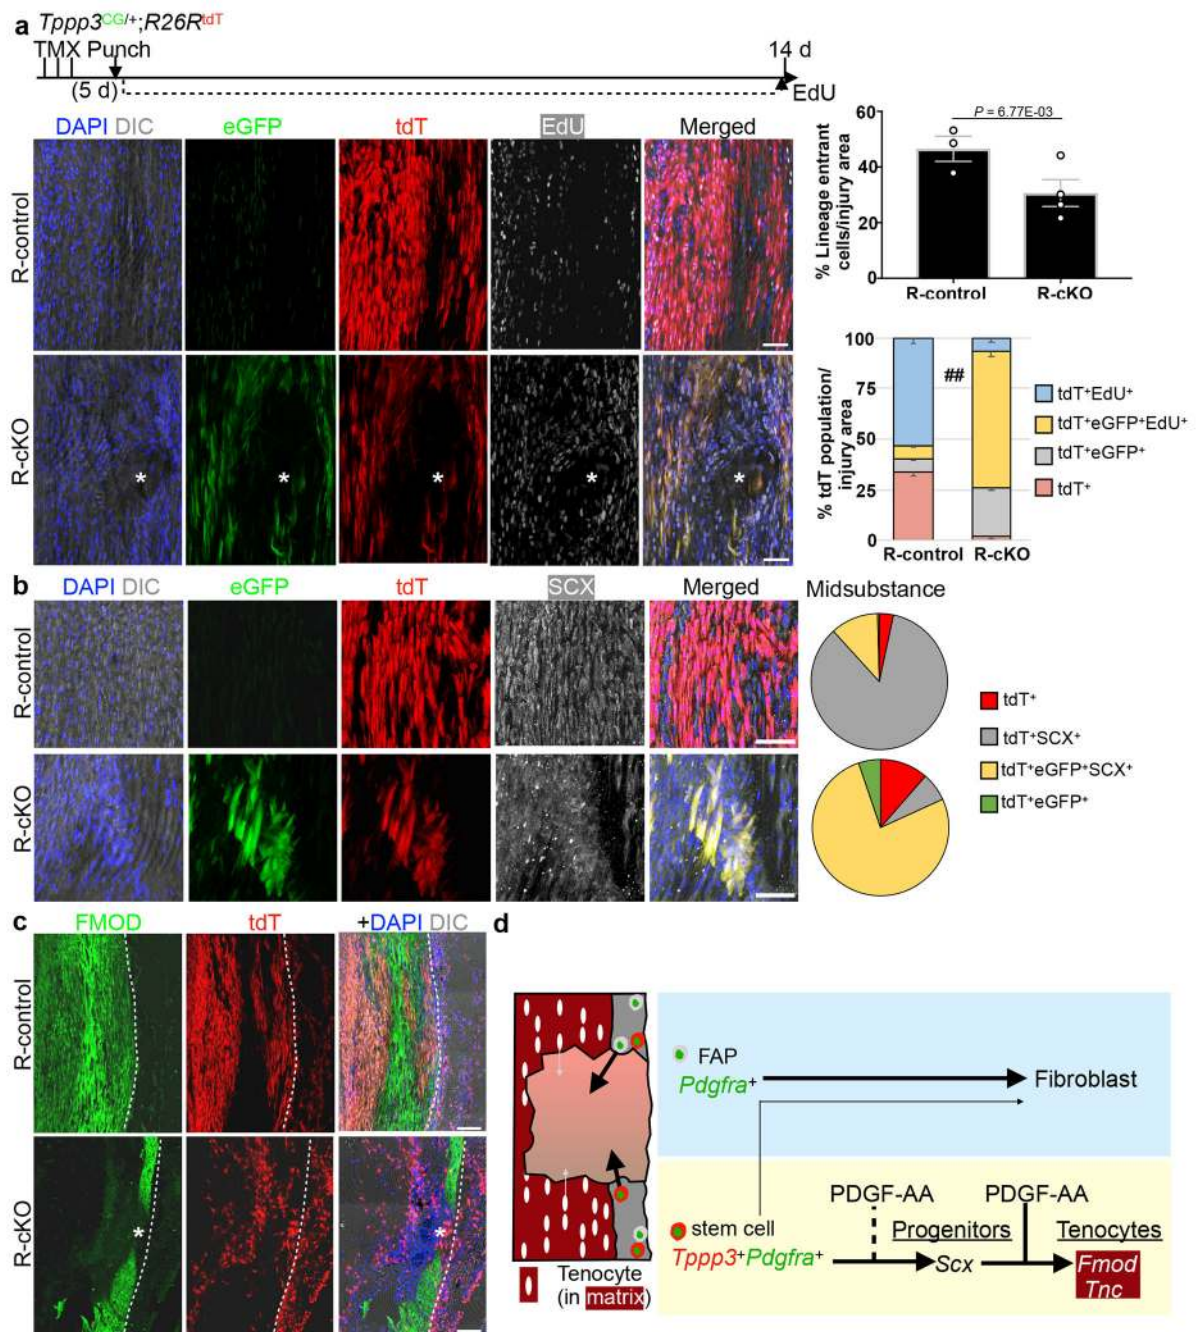 a
Tppp3CG/+;R26RtdT
TMX Punch
14 d
(5 d)
EdU
DAPI DIC
eGFP
tdT
EdU
Merged
R-control
R-cKO
*
*
*
*
*
60
40
20
0
P = 6.77E-03
% Lineage entrant
cells/injury area
R-control
R-cKO
100
75
50
25
0
##
% tdT population/
injury area
R-control
R-cKO
tdT+EdU+
tdT+eGFP+EdU+
tdT+eGFP+
tdT+
b
DAPI DIC
eGFP
tdT
SCX
Merged
R-control
R-cKO
Midsubstance
tdT+
tdT+SCX+
tdT+eGFP+SCX+
tdT+eGFP+
c
FMOD
tdT
+DAPI DIC
R-control
R-cKO
*
*
d
FAP
Pdgfra+
Fibroblast
PDGF-AA
PDGF-AA
stem cell
Progenitors
Tenocytes
Tppp3+Pdgfra+
Scx
Fmod
Tnc
Tenocyte
(in matrix)